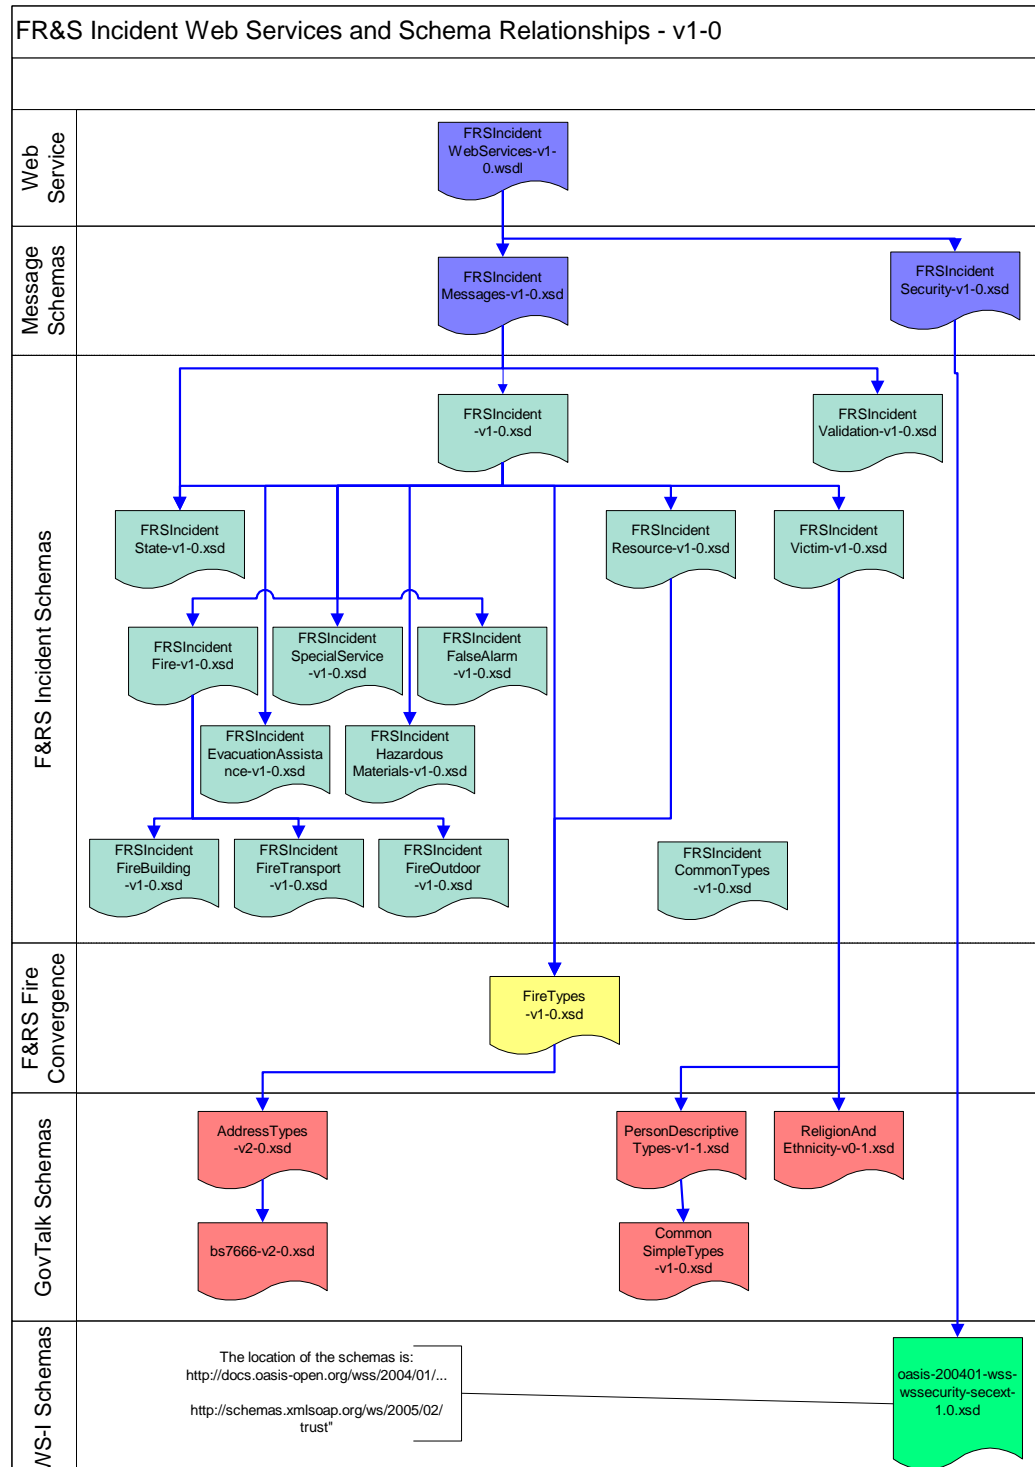 FR&S Incident Web Services and Schema Relationships - v1-0
Web
Service
FRSIncident
WebServices-v1-
0.wsdl
Message
Schemas
FRSIncident
Messages-v1-0.xsd
FRSIncident
Security-v1-0.xsd
F&RS Incident Schemas
FRSIncident
-v1-0.xsd
FRSIncident
Validation-v1-0.xsd
FRSIncident
State-v1-0.xsd
FRSIncident
Resource-v1-0.xsd
FRSIncident
Victim-v1-0.xsd
FRSIncident
Fire-v1-0.xsd
FRSIncident
SpecialService
-v1-0.xsd
FRSIncident
FalseAlarm
-v1-0.xsd
FRSIncident
EvacuationAssista
nce-v1-0.xsd
FRSIncident
Hazardous
Materials-v1-0.xsd
FRSIncident
FireBuilding
-v1-0.xsd
FRSIncident
FireTransport
-v1-0.xsd
FRSIncident
FireOutdoor
-v1-0.xsd
FRSIncident
CommonTypes
-v1-0.xsd
F&RS Fire
Convergence
FireTypes
-v1-0.xsd
GovTalk Schemas
AddressTypes
-v2-0.xsd
PersonDescriptive
Types-v1-1.xsd
ReligionAnd
Ethnicity-v0-1.xsd
bs7666-v2-0.xsd
Common
SimpleTypes
-v1-0.xsd
WS-I Schemas
The location of the schemas is:
http://docs.oasis-open.org/wss/2004/01/...
http://schemas.xmlsoap.org/ws/2005/02/
trust"
oasis-200401-wss-
wssecurity-secext-
1.0.xsd